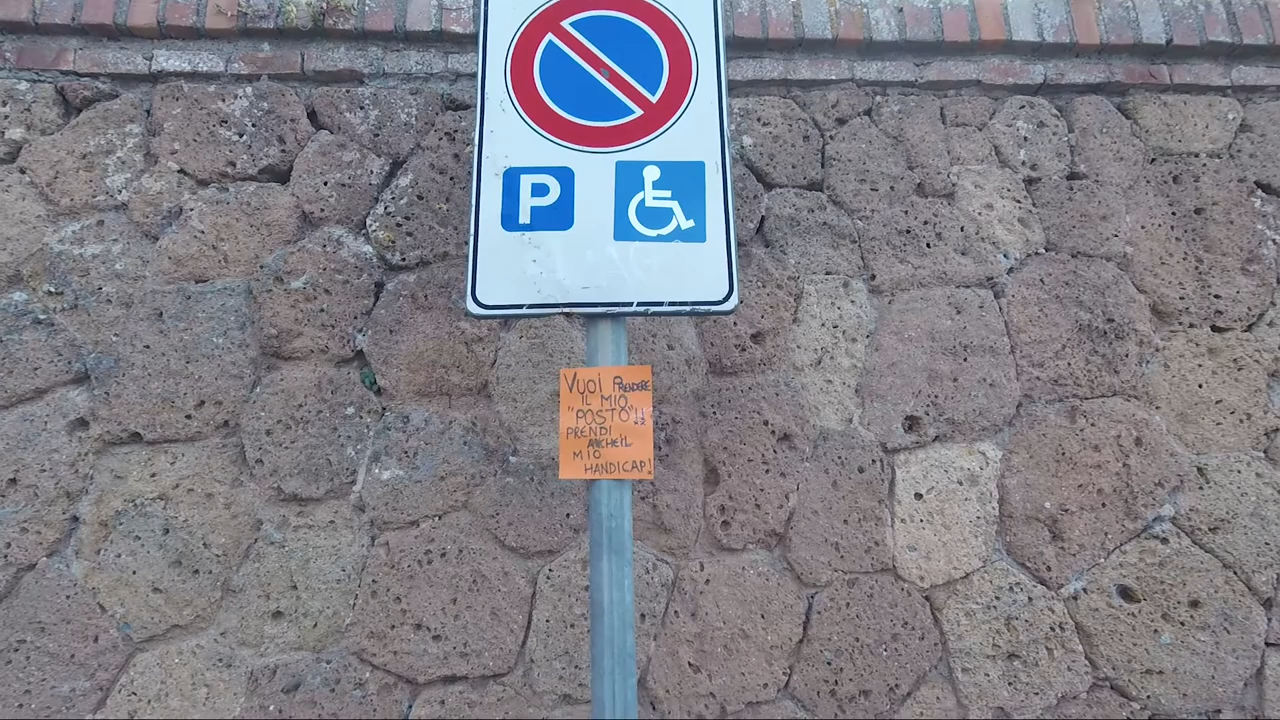 P
VUOI PRENDERE
IL MIO
"POSTO"!!
PRENDI
ANCHE IL
MIO
HANDICAP!